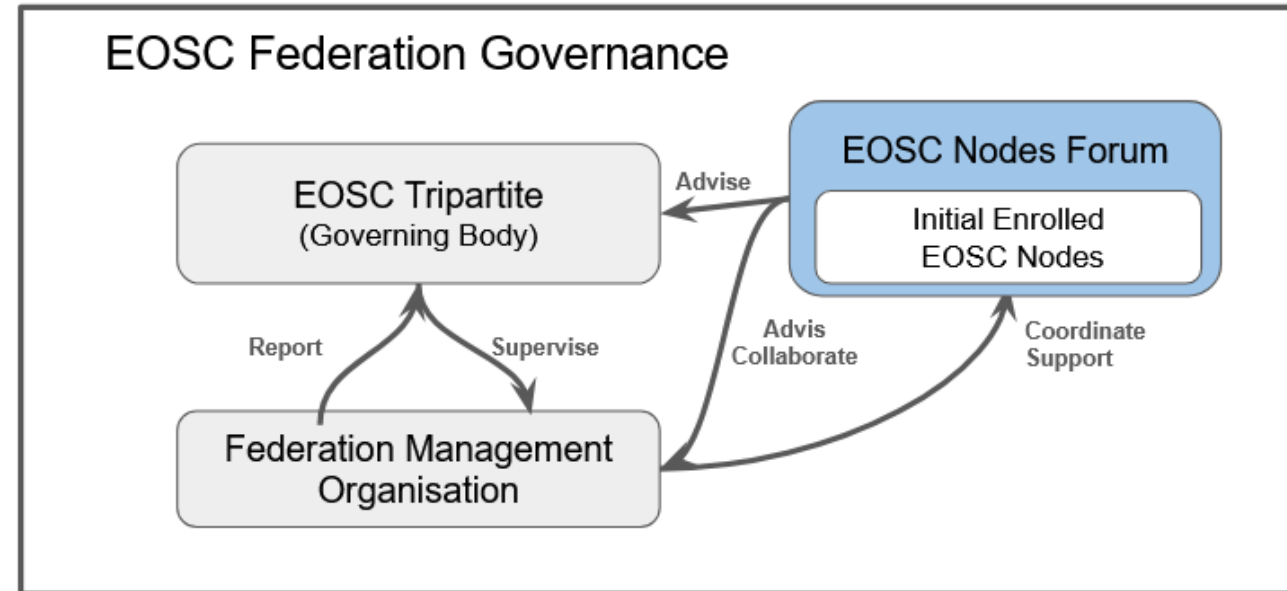 EOSC Federation Governance
EOSC Tripartite
(Governing Body)
Advise
EOSC Nodes Forum
Initial Enrolled
EOSC Nodes
Report
Supervise
Advis
Collaborate
Coordinate
Support
Federation Management
Organisation